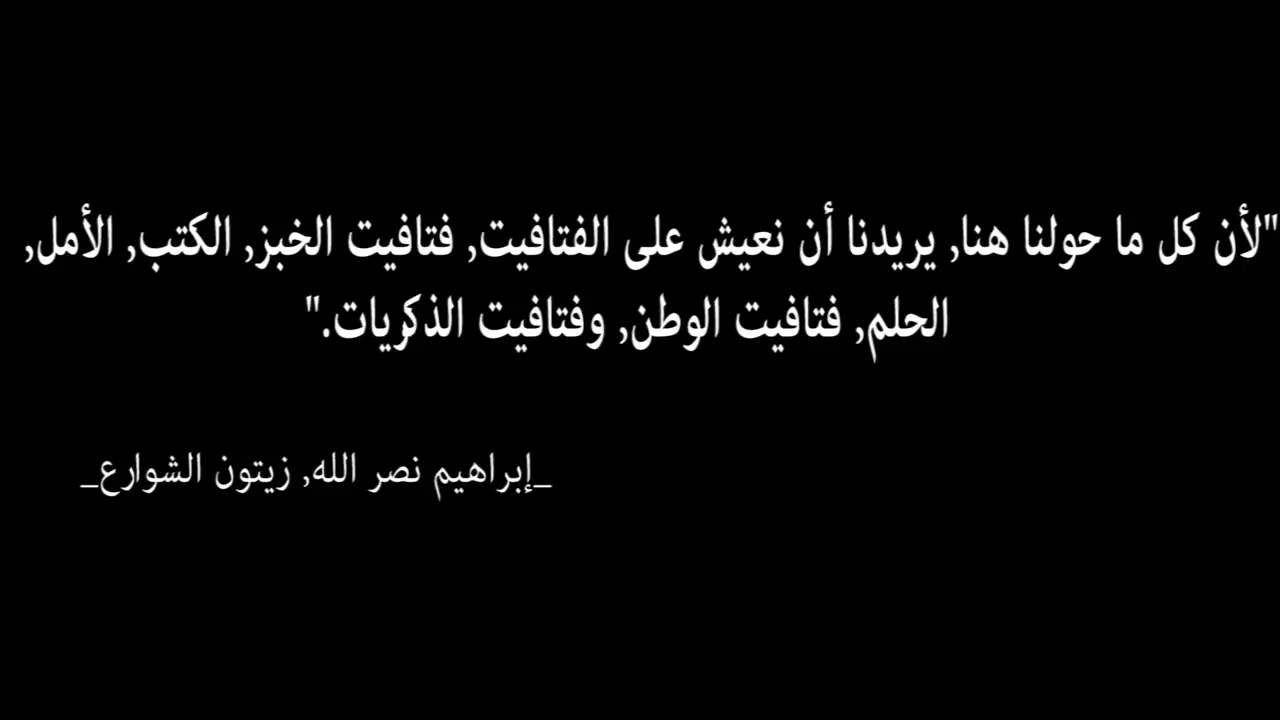 "لأن كل ما حولنا هنا, يريدنا أن نعيش على الفتافيت, فتافيت الخبز, الكتب, الأمل,
الحلم, فتافيت الوطن, وفتافيت الذكريات."
_إبراهيم نصر الله, زيتون الشوارع_